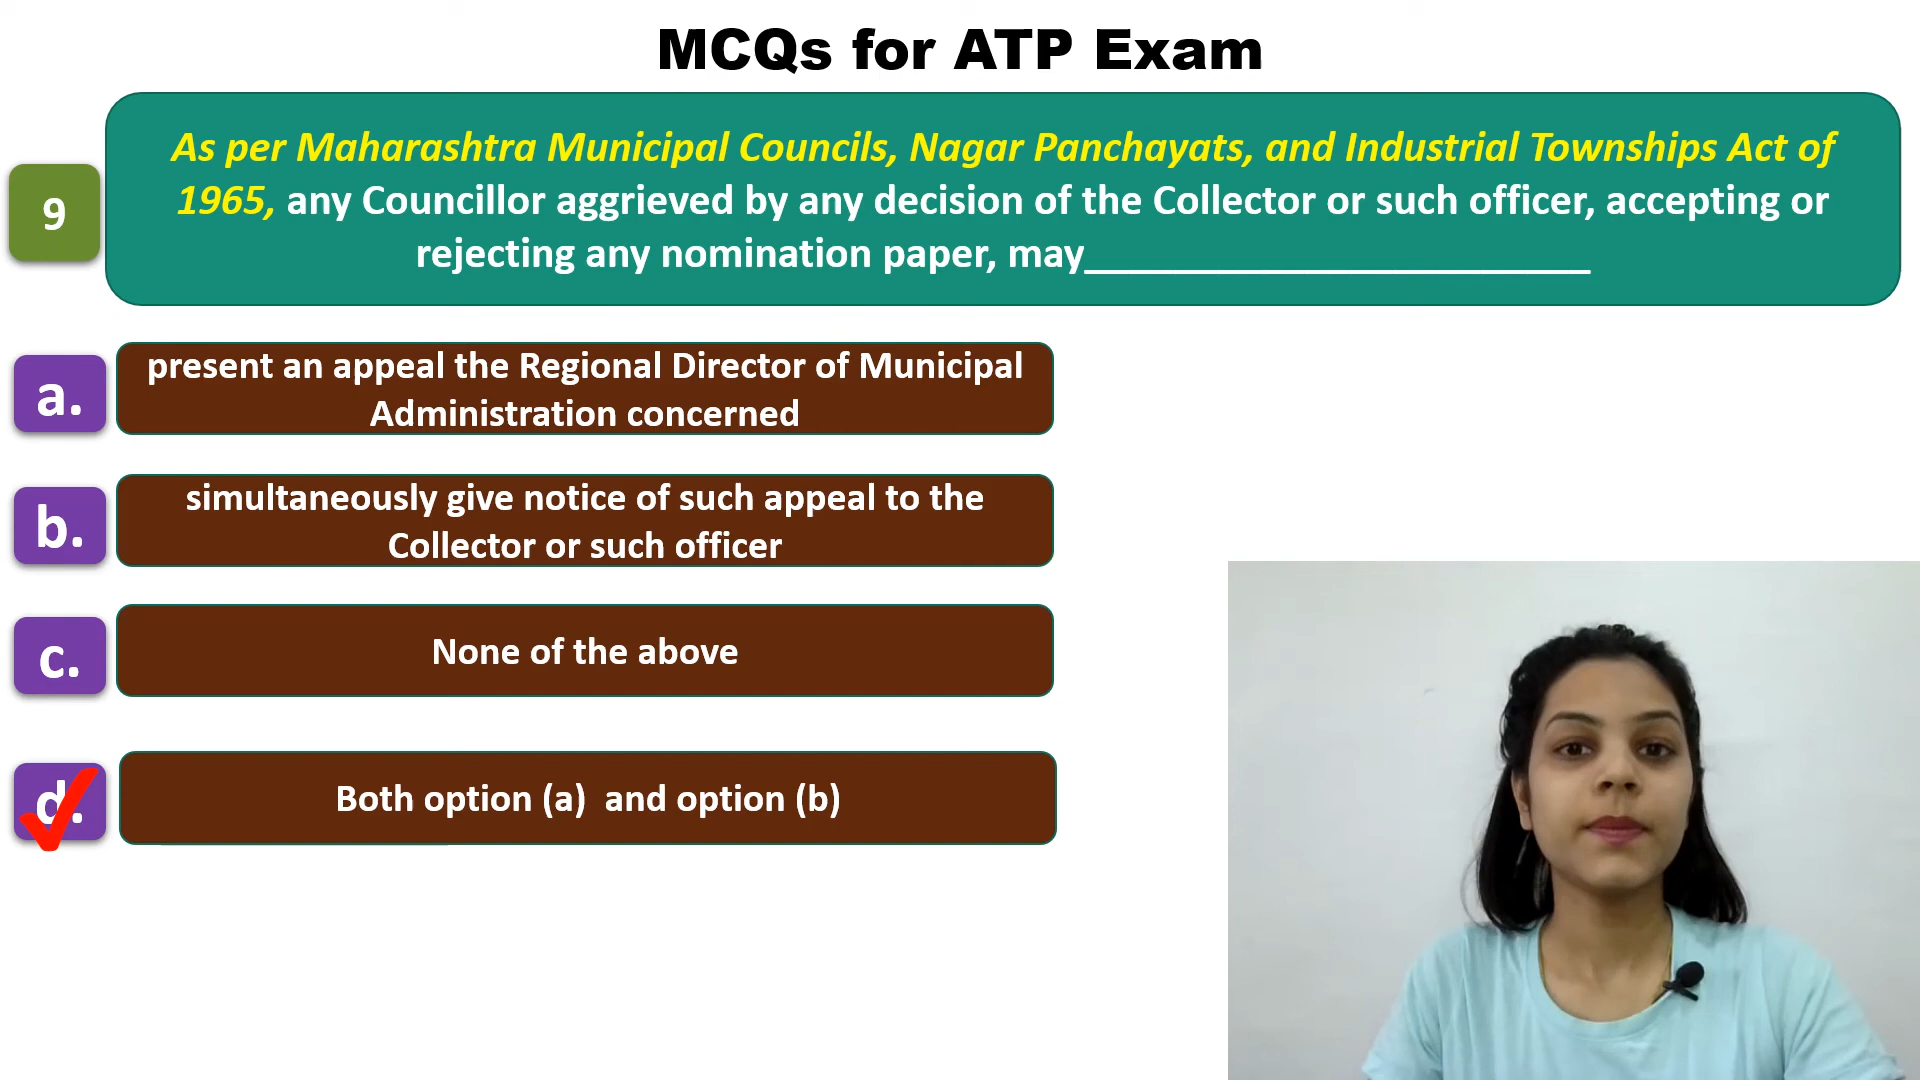 MCQs for ATP Exam
9
As per Maharashtra Municipal Councils, Nagar Panchayats, and Industrial Townships Act of
1965, any Councillor aggrieved by any decision of the Collector or such officer, accepting or
rejecting any nomination paper, may________________________
a.
present an appeal the Regional Director of Municipal
Administration concerned
b.
simultaneously give notice of such appeal to the
Collector or such officer
c.
None of the above
d.
Both option (a) and option (b)